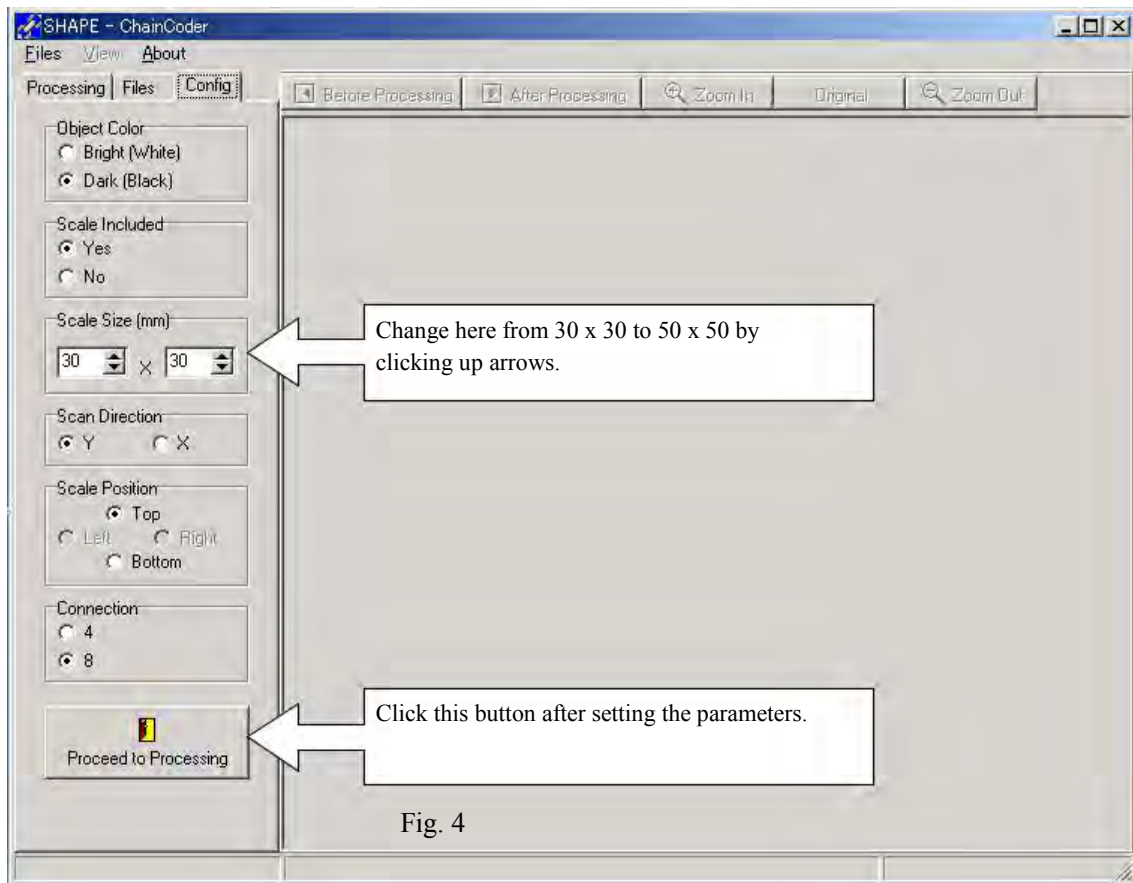 SHAPE - ChainCoder
Files View About
Processing Files Config
Before Processing After Processing Zoom In Original Zoom Out
Object Color
Bright (White)
Dark (Black)
Scale Included
Yes
No
Scale Size (mm)
30 X 30
Change here from 30 x 30 to 50 x 50 by
clicking up arrows.
Scan Direction
Y X
Scale Position
Top
Left Right
Bottom
Connection
4
8
Click this button after setting the parameters.
Proceed to Processing
Fig. 4